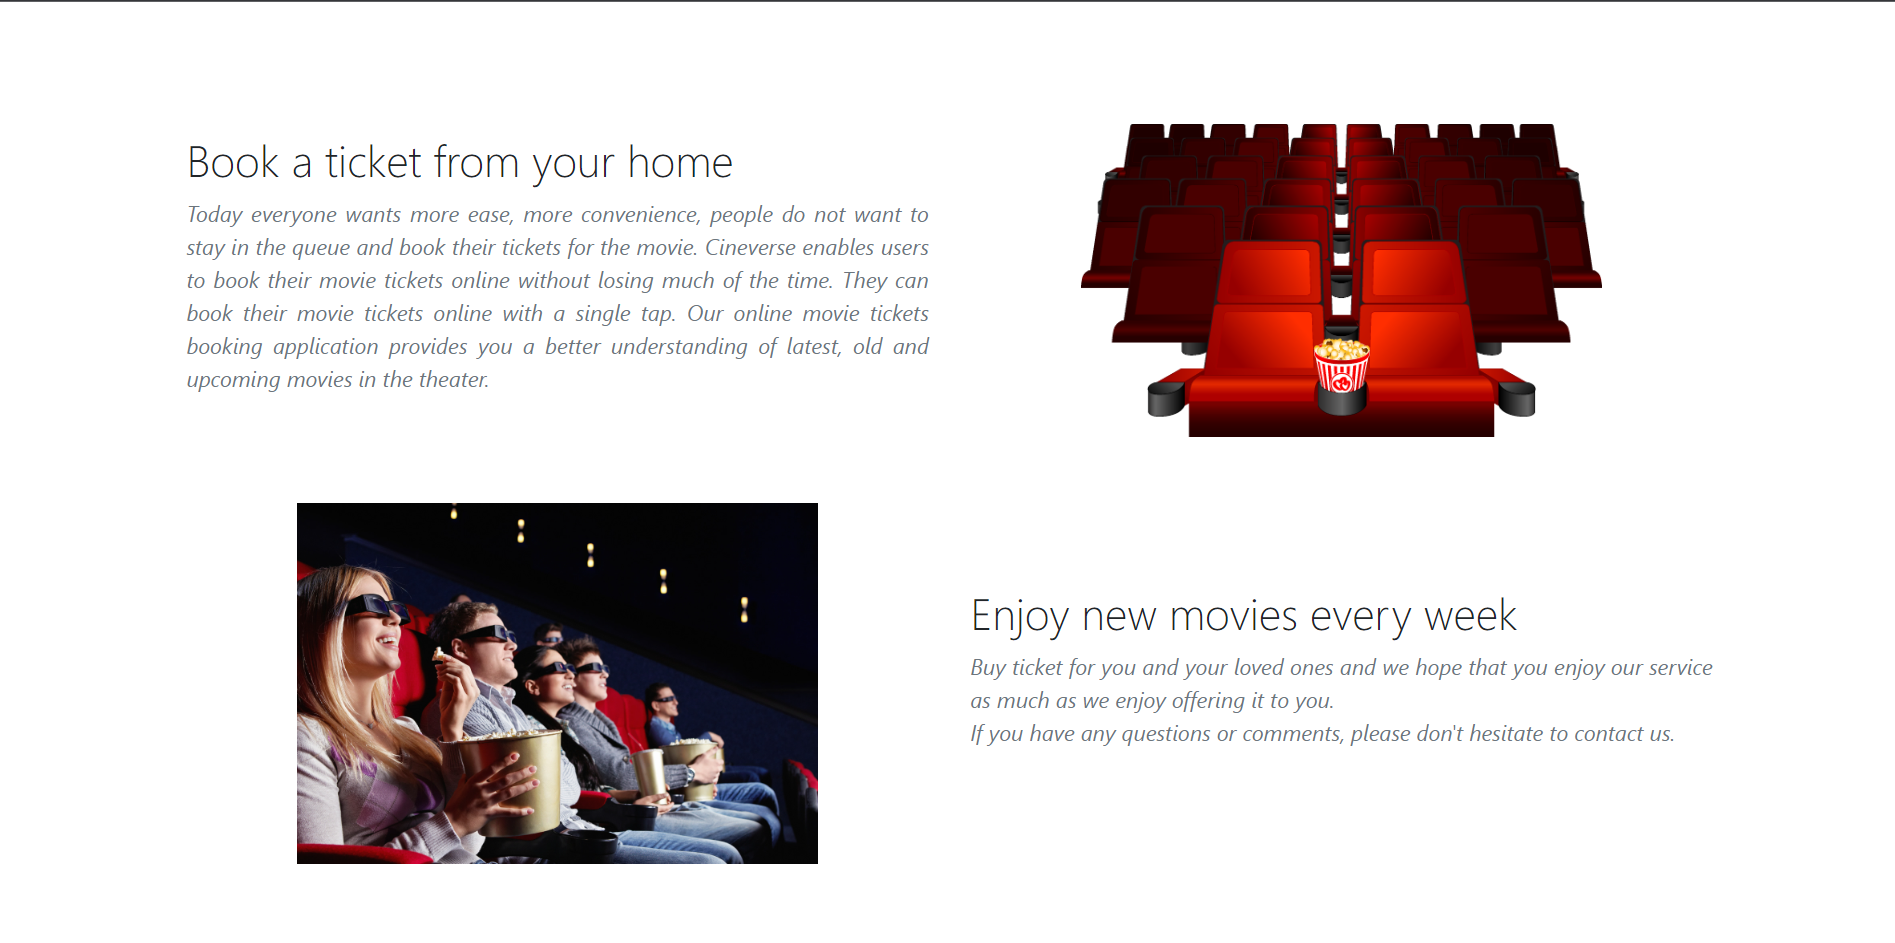 Book a ticket from your home
Today everyone wants more ease, more convenience, people do not want to
stay in the queue and book their tickets for the movie. Cineverse enables users
to book their movie tickets online without losing much of the time. They can
book their movie tickets online with a single tap. Our online movie tickets
booking application provides you a better understanding of latest, old and
upcoming movies in the theater.
Enjoy new movies every week
Buy ticket for you and your loved ones and we hope that you enjoy our service
as much as we enjoy offering it to you.
If you have any questions or comments, please don't hesitate to contact us.